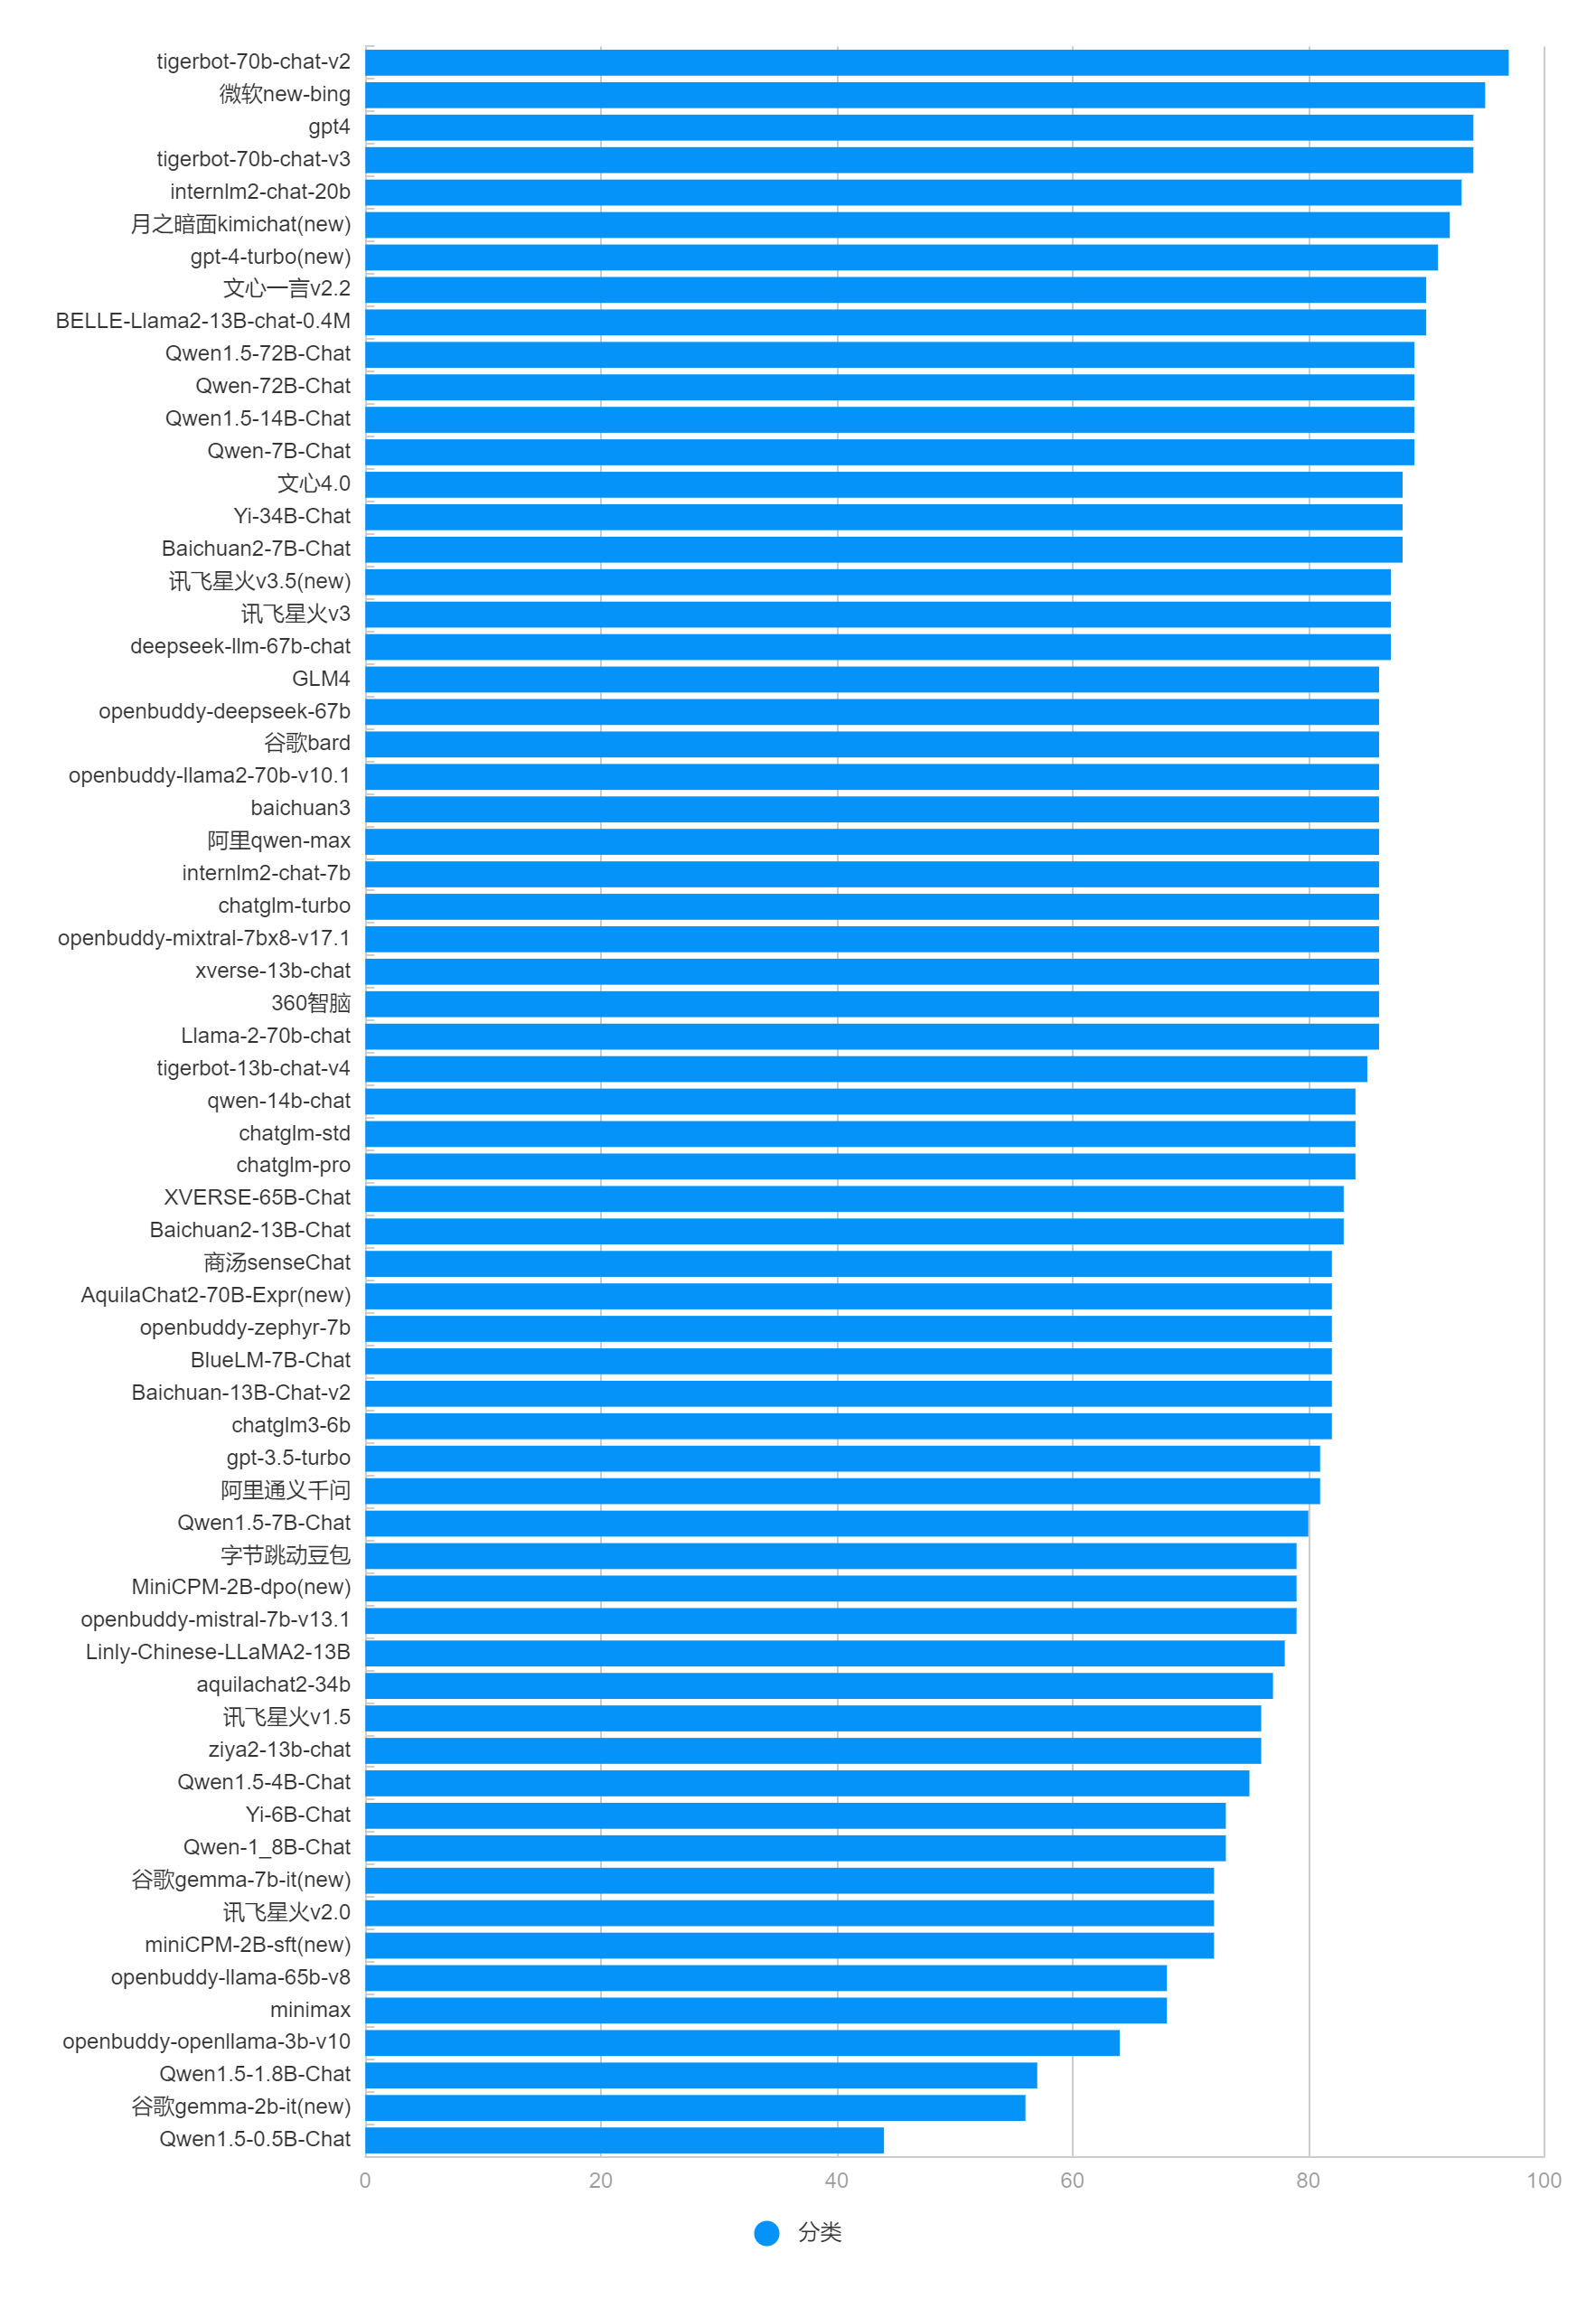 tigerbot-70b-chat-v2
微软new-bing
gpt4
tigerbot-70b-chat-v3
internlm2-chat-20b
月之暗面kimichat(new)
gpt-4-turbo(new)
文心一言v2.2
BELLE-Llama2-13B-chat-0.4M
Qwen1.5-72B-Chat
Qwen-72B-Chat
Qwen1.5-14B-Chat
Qwen-7B-Chat
文心4.0
Yi-34B-Chat
Baichuan2-7B-Chat
讯飞星火v3.5(new)
讯飞星火v3
deepseek-llm-67b-chat
GLM4
openbuddy-deepseek-67b
谷歌bard
openbuddy-llama2-70b-v10.1
baichuan3
阿里qwen-max
internlm2-chat-7b
chatglm-turbo
openbuddy-mixtral-7bx8-v17.1
xverse-13b-chat
360智脑
Llama-2-70b-chat
tigerbot-13b-chat-v4
qwen-14b-chat
chatglm-std
chatglm-pro
XVERSE-65B-Chat
Baichuan2-13B-Chat
商汤senseChat
AquilaChat2-70B-Expr(new)
openbuddy-zephyr-7b
BlueLM-7B-Chat
Baichuan-13B-Chat-v2
chatglm3-6b
gpt-3.5-turbo
阿里通义千问
Qwen1.5-7B-Chat
字节跳动豆包
MiniCPM-2B-dpo(new)
openbuddy-mistral-7b-v13.1
Linly-Chinese-LLaMA2-13B
aquilachat2-34b
讯飞星火v1.5
ziya2-13b-chat
Qwen1.5-4B-Chat
Yi-6B-Chat
Qwen-1_8B-Chat
谷歌gemma-7b-it(new)
讯飞星火v2.0
miniCPM-2B-sft(new)
openbuddy-llama-65b-v8
minimax
openbuddy-openllama-3b-v10
Qwen1.5-1.8B-Chat
谷歌gemma-2b-it(new)
Qwen1.5-0.5B-Chat
0 20 40 60 80 100
分类